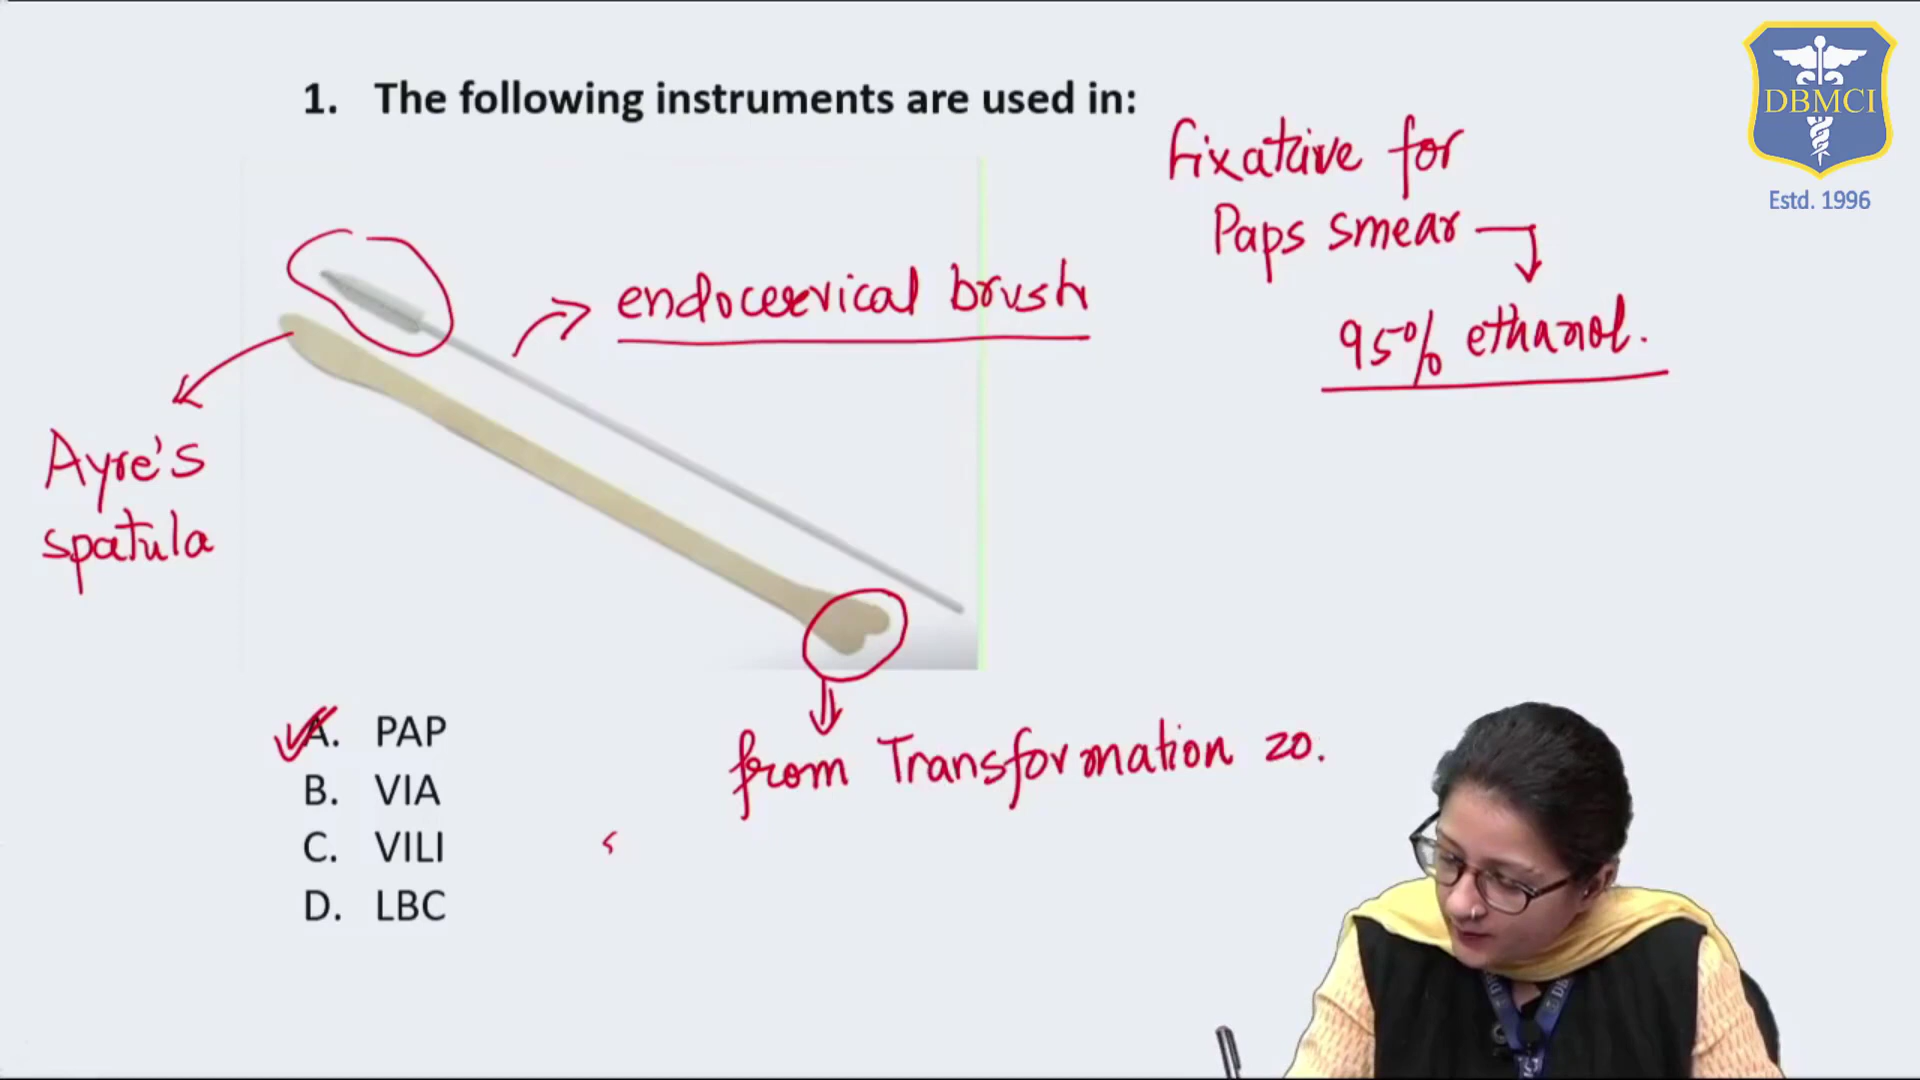 DBMCI
Estd. 1996
1. The following instruments are used in:
Fixative for
Paps smear
95% ethanol.
endocervical brush
Ayre's
spatula
from Transformation zo.
A. PAP
B. VIA
C. VILI
D. LBC